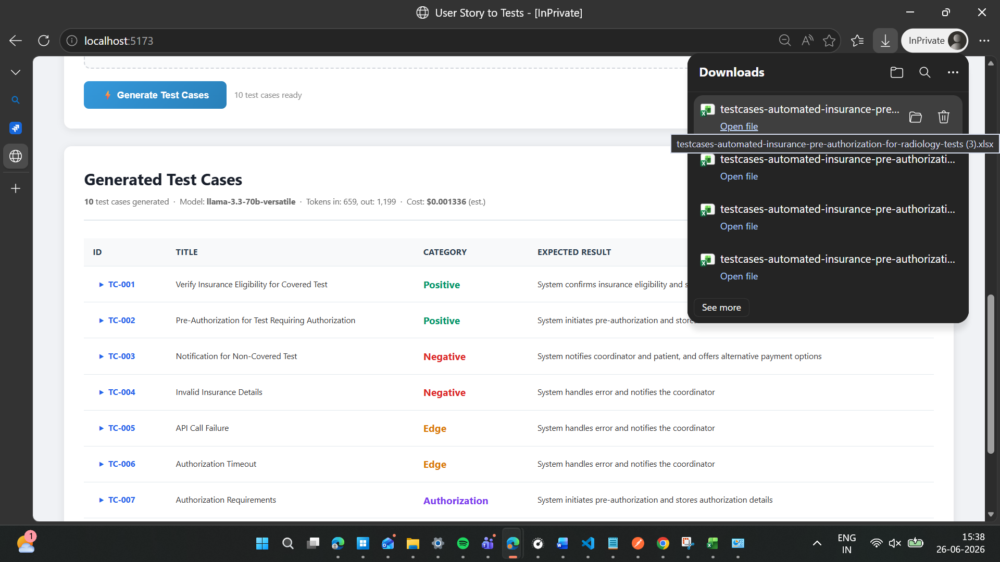 User Story to Tests - [InPrivate]
localhost:5173
InPrivate
Generate Test Cases
10 test cases ready
Downloads
testcases-automated-insurance-pre...
Open file
testcases-automated-insurance-pre-authorization-for-radiology-tests (3).xlsx
testcases-automated-insurance-pre-authorizati...
Open file
testcases-automated-insurance-pre-authorizati...
Open file
testcases-automated-insurance-pre-authorizati...
Open file
See more
Generated Test Cases
10 test cases generated · Model: llama-3.3-70b-versatile · Tokens in: 659, out: 1,199 · Cost: $0.001336 (est.)
ID TITLE CATEGORY EXPECTED RESULT
TC-001 Verify Insurance Eligibility for Covered Test Positive System confirms insurance eligibility and s
TC-002 Pre-Authorization for Test Requiring Authorization Positive System initiates pre-authorization and store
TC-003 Notification for Non-Covered Test Negative System notifies coordinator and patient, and offers alternative payment options
TC-004 Invalid Insurance Details Negative System handles error and notifies the coordinator
TC-005 API Call Failure Edge System handles error and notifies the coordinator
TC-006 Authorization Timeout Edge System handles error and notifies the coordinator
TC-007 Authorization Requirements Authorization System initiates pre-authorization and stores authorization details
1
ENG
IN
15:38
26-06-2026